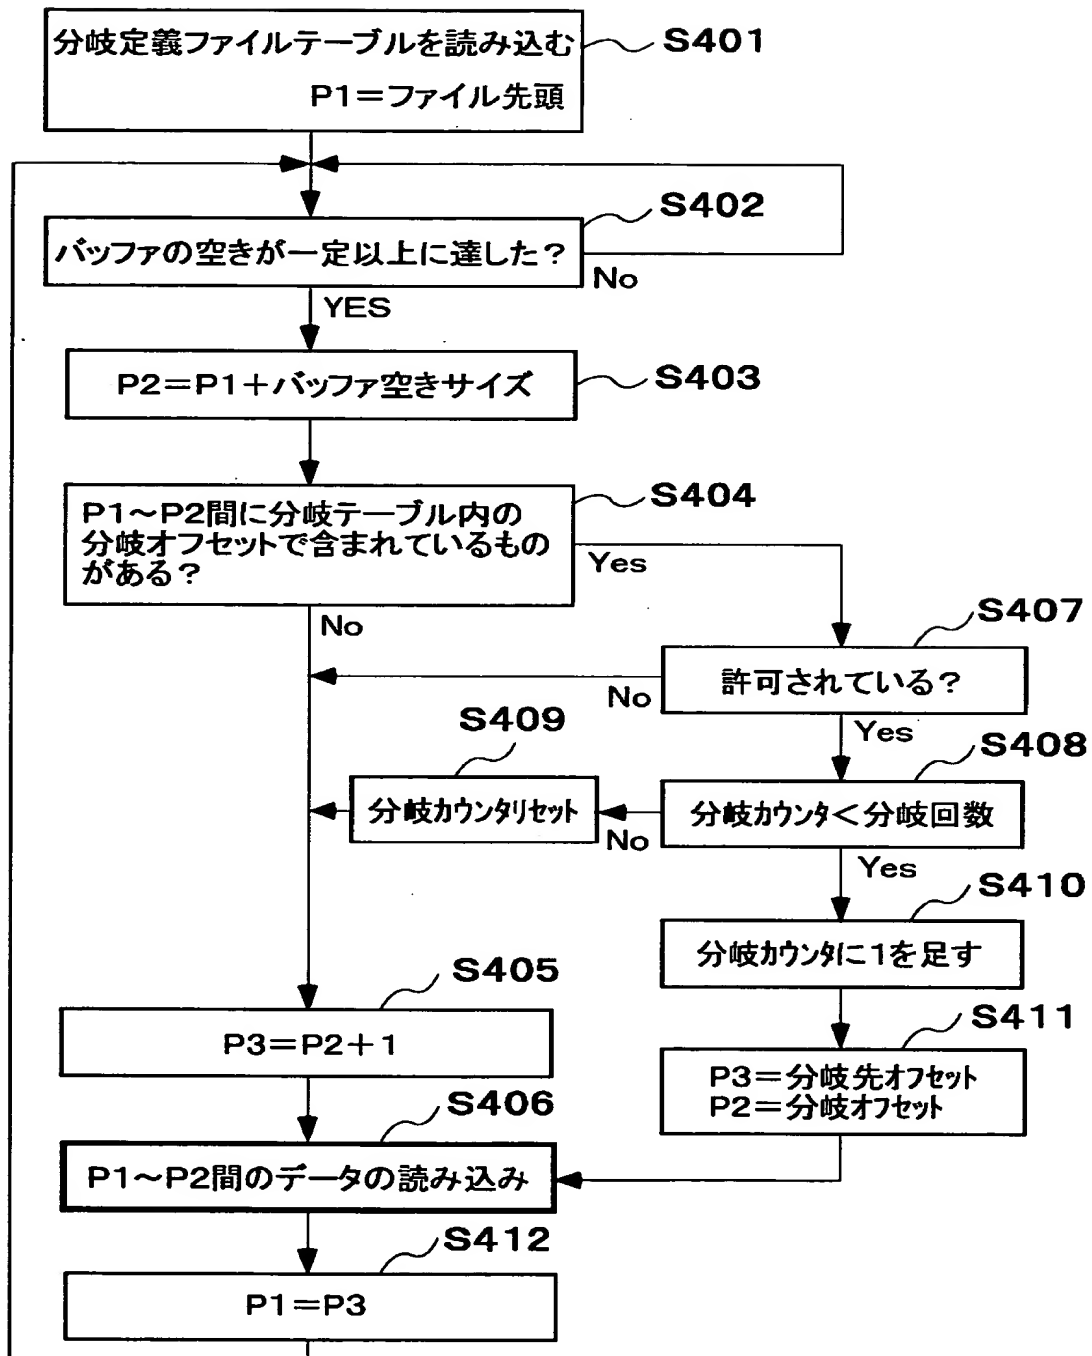 分岐定義ファイルテーブルを読み込む
P1=ファイル先頭
S401
S402
バッファの空きが一定以上に達した?
No
YES
P2=P1+バッファ空きサイズ
S403
S404
P1~P2間に分岐テーブル内の
分岐オフセットで含まれているもの
がある?
Yes
No
S407
許可されている?
No
Yes
S409
S408
分岐カウンタリセット
分岐カウンタ<分岐回数
No
Yes
S410
分岐カウンタに1を足す
S405
P3=P2+1
S411
P3=分岐先オフセット
P2=分岐オフセット
S406
P1~P2間のデータの読み込み
S412
P1=P3